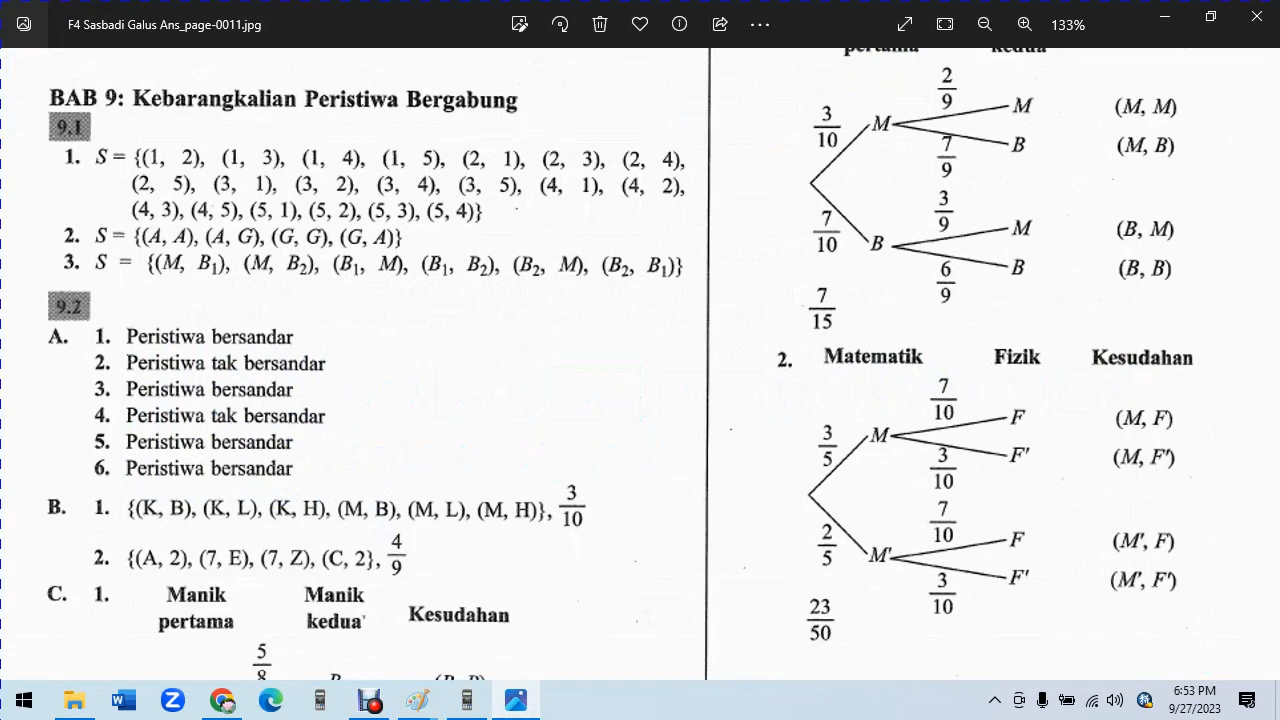 F4 Sasbadi Galus Ans_page-0011.jpg
133%
BAB 9: Kebarangkalian Peristiwa Bergabung
9.1
1. S = {(1, 2), (1, 3), (1, 4), (1, 5), (2, 1), (2, 3), (2, 4),
(2, 5), (3, 1), (3, 2), (3, 4), (3, 5), (4, 1), (4, 2),
(4, 3), (4, 5), (5, 1), (5, 2), (5, 3), (5, 4)}
2. S = {(A, A), (A, G), (G, G), (G, A)}
3. S = {(M, B₁), (M, B₂), (B₁, M), (B₁, B₂), (B₂, M), (B₂, B₁)}
9.2
A. 1. Peristiwa bersandar
2. Peristiwa tak bersandar
3. Peristiwa bersandar
4. Peristiwa tak bersandar
5. Peristiwa bersandar
6. Peristiwa bersandar
B. 1. {(K, B), (K, L), (K, H), (M, B), (M, L), (M, H)}, 3/10
2. {(A, 2), (7, E), (7, Z), (C, 2}, 4/9
C. 1. Manik pertama Manik kedua Kesudahan
5/8
pertama kedua
2/9
3/10 M M (M, M)
B (M, B)
7/9
3/9
7/10 B M (B, M)
B (B, B)
6/9
7/15
2. Matematik Fizik Kesudahan
7/10
3/5 M F (M, F)
F' (M, F')
3/10
7/10
2/5 M' F (M', F)
F' (M', F')
3/10
23/50
6:53 PM
9/27/2023